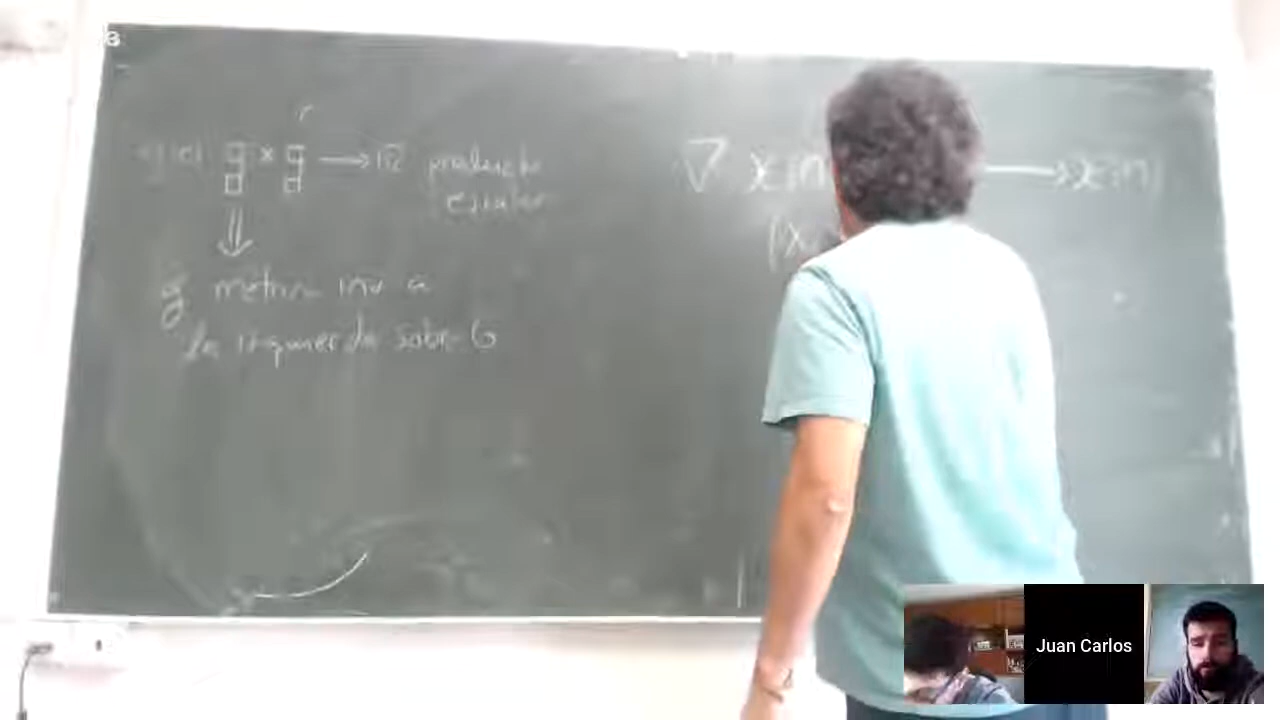 g(e): g × g → ℝ producto
escalar
⇓
g métrica inv a
la izquierda sobre G
∇ X(M → X(M)
(X
Juan Carlos